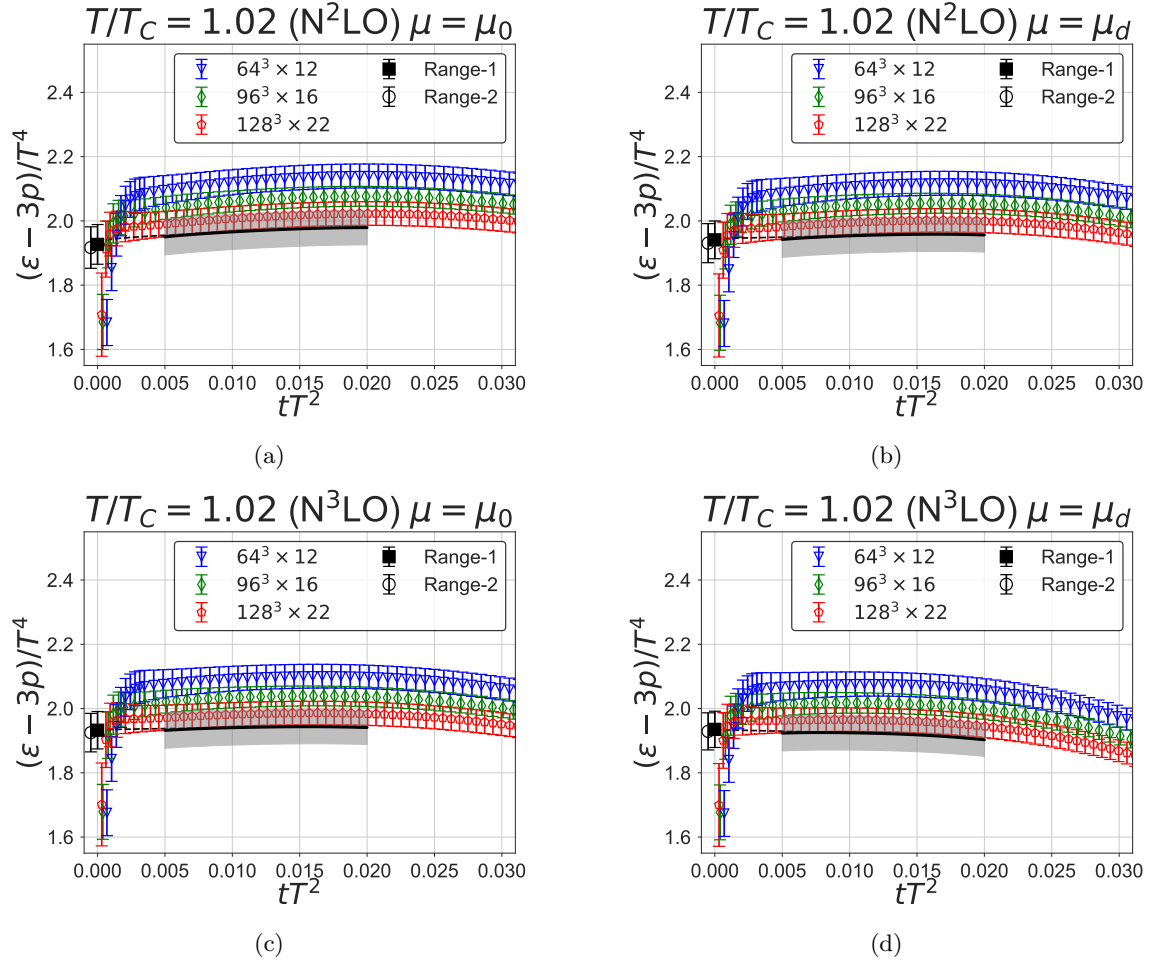 T/T_C = 1.02 (N²LO) μ = μ₀
(ε − 3p)/T⁴
64³ × 12
96³ × 16
128³ × 22
Range-1
Range-2
2.4
2.2
2.0
1.8
1.6
0.000 0.005 0.010 0.015 0.020 0.025 0.030
tT²
(a)
T/T_C = 1.02 (N²LO) μ = μ_d
(ε − 3p)/T⁴
64³ × 12
96³ × 16
128³ × 22
Range-1
Range-2
2.4
2.2
2.0
1.8
1.6
0.000 0.005 0.010 0.015 0.020 0.025 0.030
tT²
(b)
T/T_C = 1.02 (N³LO) μ = μ₀
(ε − 3p)/T⁴
64³ × 12
96³ × 16
128³ × 22
Range-1
Range-2
2.4
2.2
2.0
1.8
1.6
0.000 0.005 0.010 0.015 0.020 0.025 0.030
tT²
(c)
T/T_C = 1.02 (N³LO) μ = μ_d
(ε − 3p)/T⁴
64³ × 12
96³ × 16
128³ × 22
Range-1
Range-2
2.4
2.2
2.0
1.8
1.6
0.000 0.005 0.010 0.015 0.020 0.025 0.030
tT²
(d)